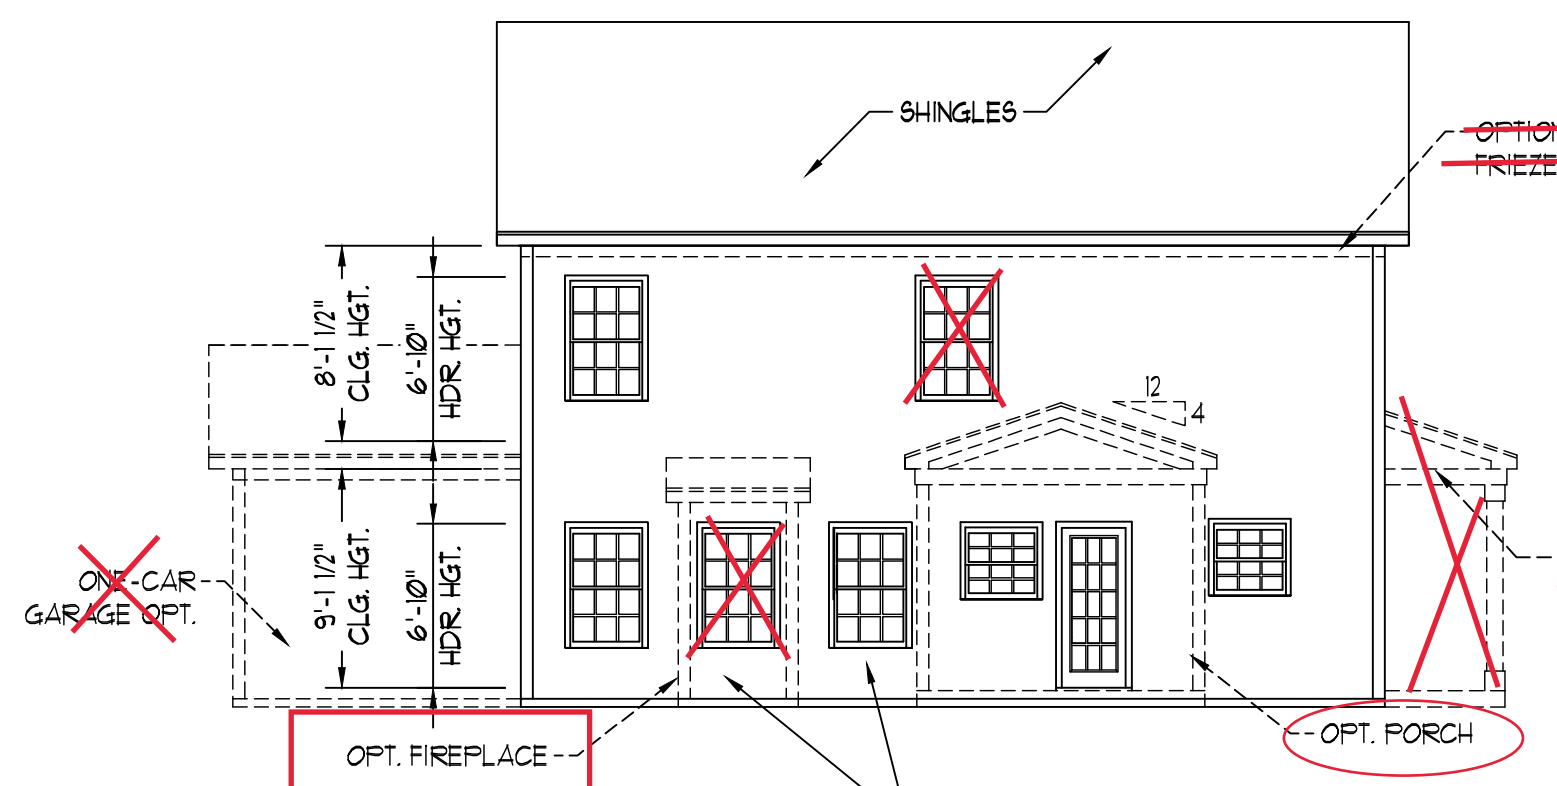 SHINGLES
FRIEZE
12
4
8'-1 1/2"
CLG. HGT.
6'-10"
HDR. HGT.
9'-1 1/2"
CLG. HGT.
6'-10"
HDR. HGT.
ONE-CAR
GARAGE OPT.
OPT. FIREPLACE
OPT. PORCH